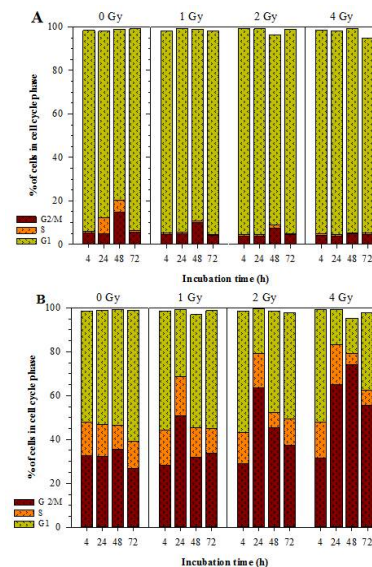 A
0 Gy 1 Gy 2 Gy 4 Gy
% of cells in cell cycle phase
100
80
60
40
20
0
G2/M
S
G1
4 24 48 72 4 24 48 72 4 24 48 72 4 24 48 72
Incubation time (h)
B
0 Gy 1 Gy 2 Gy 4 Gy
% of cells in cell cycle phase
100
80
60
40
20
0
G 2/M
S
G1
4 24 48 72 4 24 48 72 4 24 48 72 4 24 48 72
Incubation time (h)